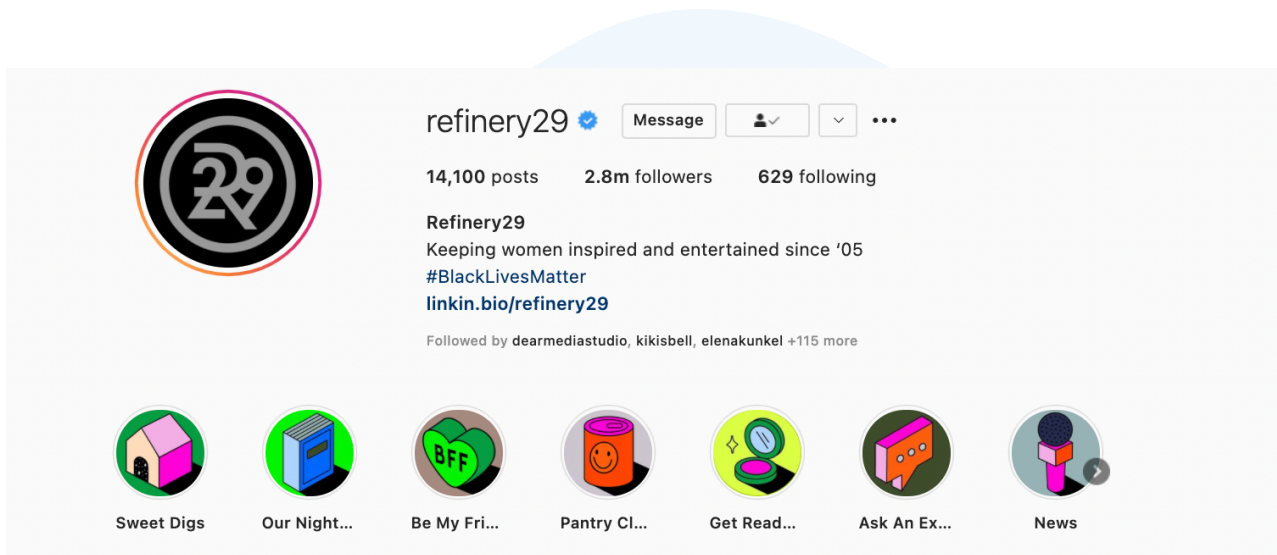 R29
refinery29 Message
14,100 posts 2.8m followers 629 following
Refinery29
Keeping women inspired and entertained since ‘05
#BlackLivesMatter
linkin.bio/refinery29
Followed by dearmediastudio, kikisbell, elenakunkel +115 more
BFF
Sweet Digs Our Night... Be My Fri... Pantry Cl... Get Read... Ask An Ex... News